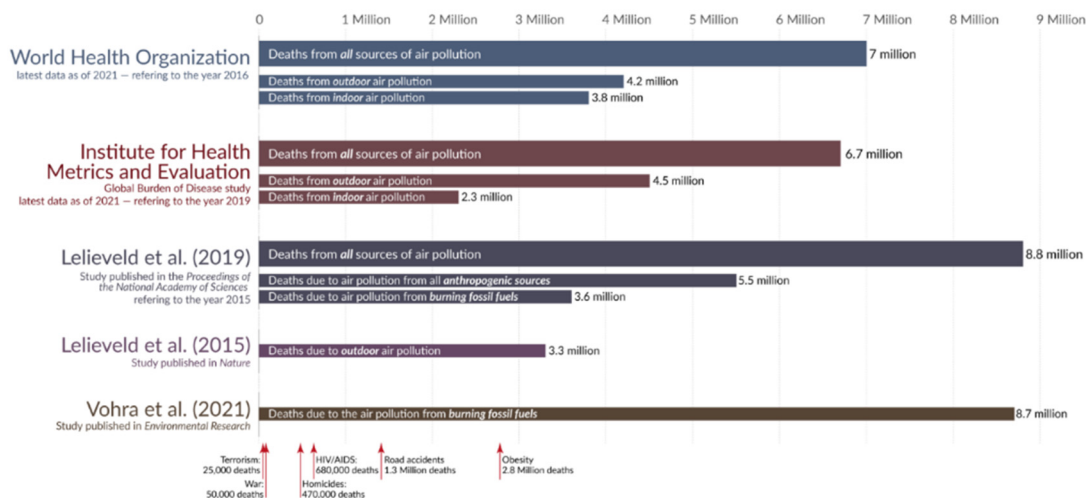 0 1 Million 2 Million 3 Million 4 Million 5 Million 6 Million 7 Million 8 Million 9 Million
World Health Organization
latest data as of 2021 — refering to the year 2016
Deaths from all sources of air pollution 7 million
Deaths from outdoor air pollution 4.2 million
Deaths from indoor air pollution 3.8 million
Institute for Health
Metrics and Evaluation
Global Burden of Disease study
latest data as of 2021 — refering to the year 2019
Deaths from all sources of air pollution 6.7 million
Deaths from outdoor air pollution 4.5 million
Deaths from indoor air pollution 2.3 million
Lelieveld et al. (2019)
Study published in the Proceedings of
the National Academy of Sciences
refering to the year 2015
Deaths from all sources of air pollution 8.8 million
Deaths due to air pollution from all anthropogenic sources 5.5 million
Deaths due to air pollution from burning fossil fuels 3.6 million
Lelieveld et al. (2015)
Study published in Nature
Deaths due to outdoor air pollution 3.3 million
Vohra et al. (2021)
Study published in Environmental Research
Deaths due to the air pollution from burning fossil fuels 8.7 million
Terrorism:
25,000 deaths
War:
50,000 deaths
Homicides:
470,000 deaths
HIV/AIDS:
680,000 deaths
Road accidents
1.3 Million deaths
Obesity
2.8 Million deaths